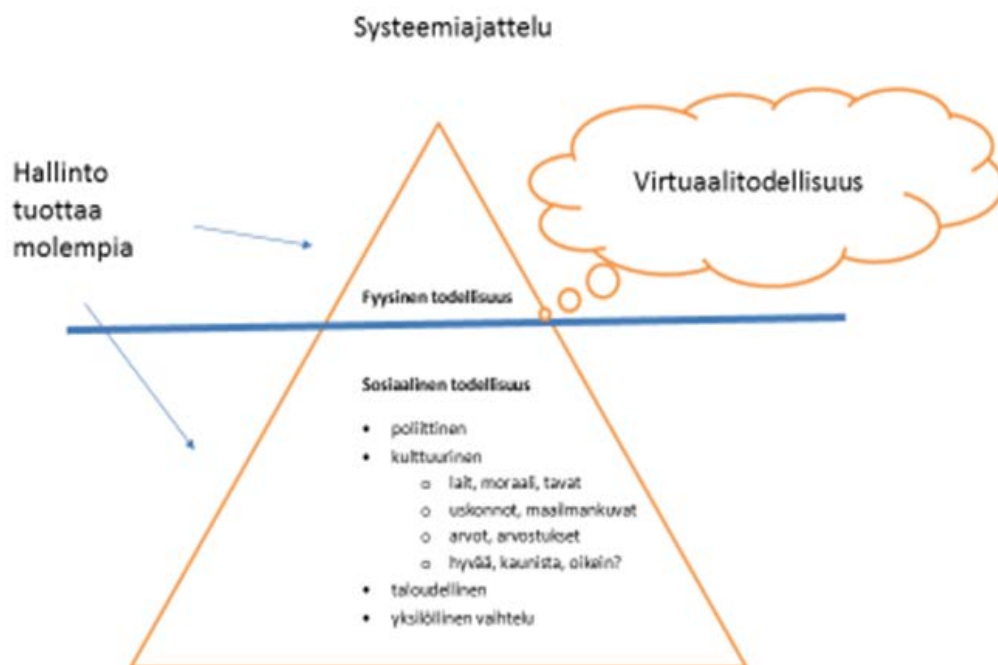 Systeemiajattelu
Hallinto
tuottaa
molempia
Virtuaalitodellisuus
Fyysinen todellisuus
Sosiaalinen todellisuus
• poliittinen
• kulttuurinen
o lait, moraali, tavat
o uskonnot, maailmankuvat
o arvot, arvostukset
o hyvää, kaunista, oikein?
• taloudellinen
• yksilöllinen vaihtelu